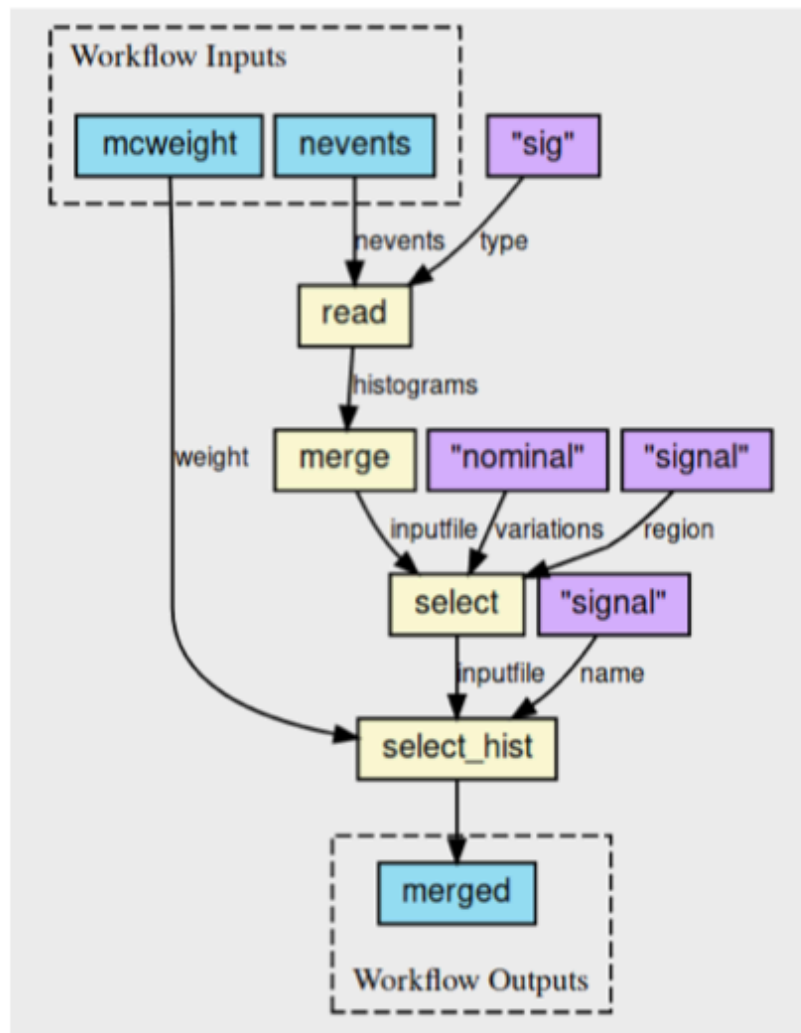 Workflow Inputs
mcweight nevents "sig"
nevents type
read
histograms
merge "nominal" "signal"
weight
inputfile variations region
select "signal"
inputfile name
select_hist
merged
Workflow Outputs